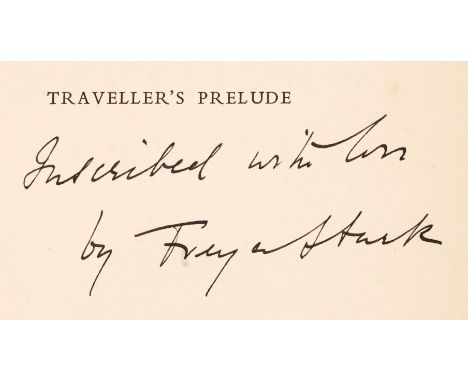 TRAVELLER'S PRELUDE
Inscribed with love
by Freya Stark